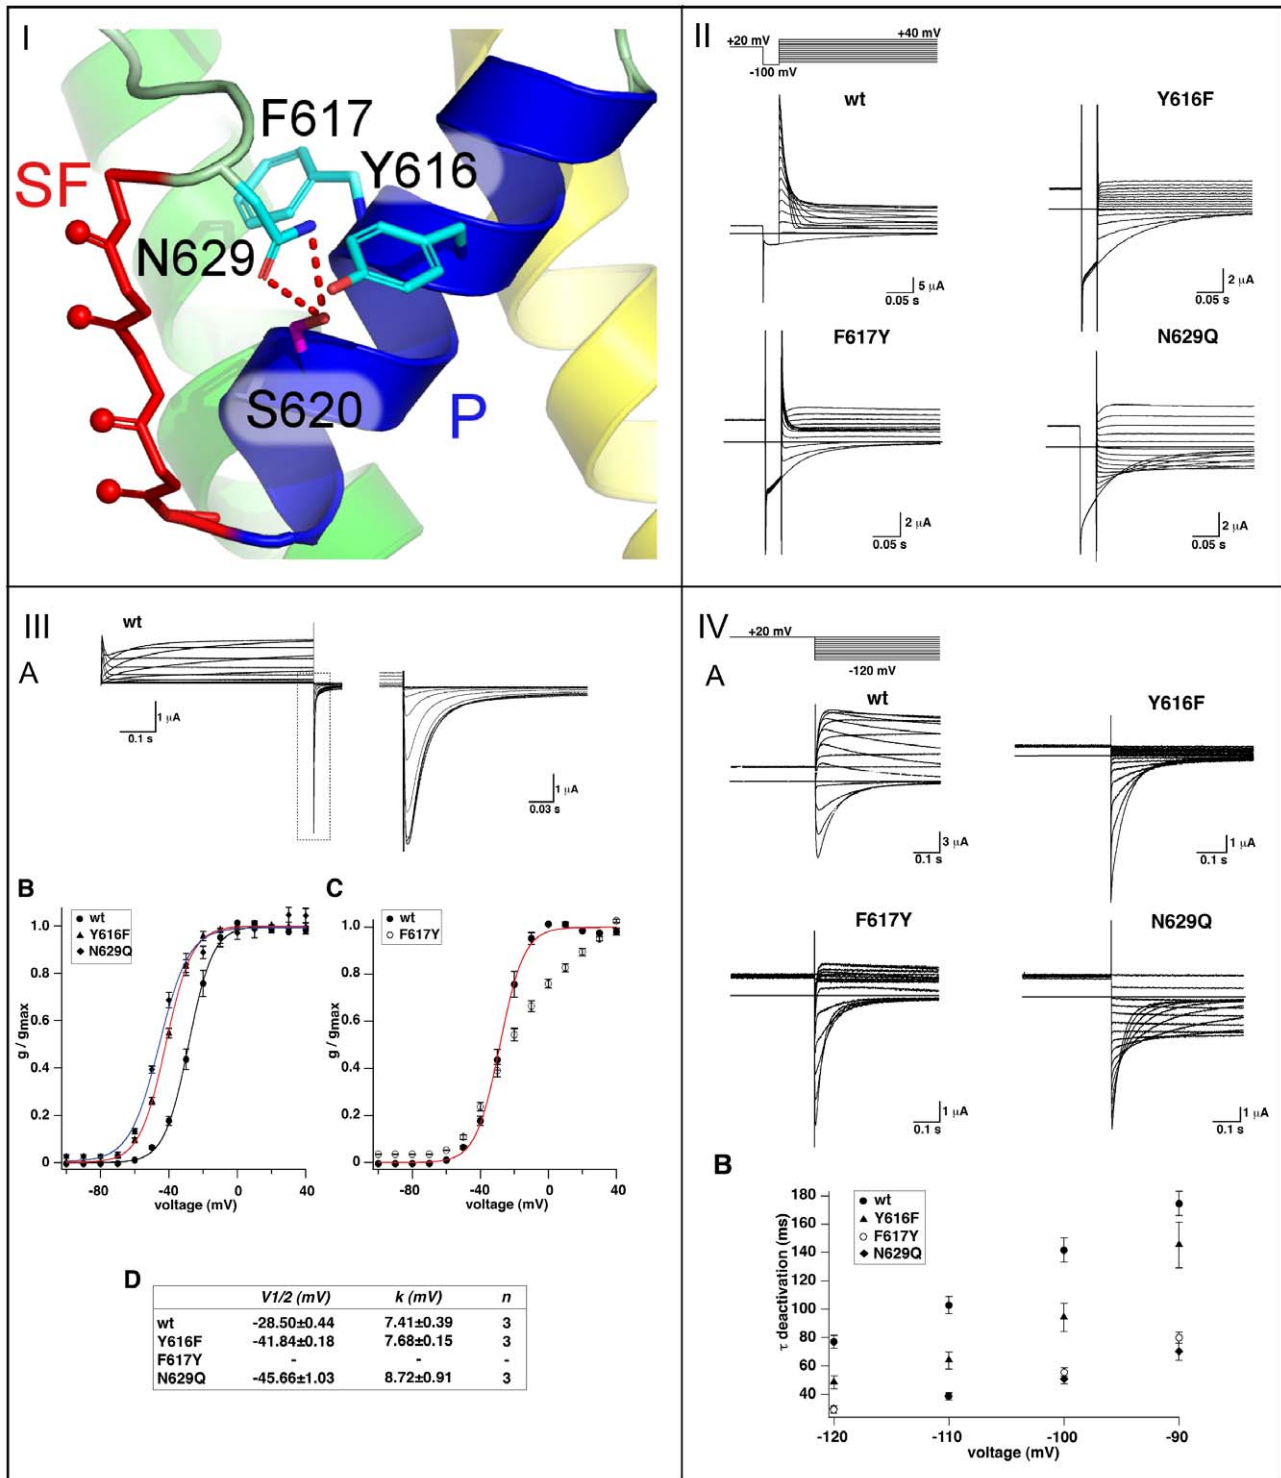 I
F617
Y616
SF
N629
S620
P
II
+20 mV
+40 mV
-100 mV
wt
Y616F
5 μA
0.05 s
2 μA
0.05 s
F617Y
N629Q
2 μA
0.05 s
2 μA
0.05 s
III
wt
A
1 μA
0.1 s
1 μA
0.03 s
B
wt
Y616F
N629Q
1.0
0.8
0.6
0.4
0.2
0
g / gmax
-80
-40
0
40
voltage (mV)
C
wt
F617Y
1.0
0.8
0.6
0.4
0.2
0
g / gmax
-80
-40
0
40
voltage (mV)
D
V1/2 (mV) k (mV) n
wt -28.50±0.44 7.41±0.39 3
Y616F -41.84±0.18 7.68±0.15 3
F617Y - - -
N629Q -45.66±1.03 8.72±0.91 3
IV
+20 mV
-120 mV
A
wt
Y616F
3 μA
0.1 s
1 μA
0.1 s
F617Y
N629Q
1 μA
0.1 s
1 μA
0.1 s
B
wt
Y616F
F617Y
N629Q
180
160
140
120
100
80
60
40
τ deactivation (ms)
-120
-110
-100
-90
voltage (mV)